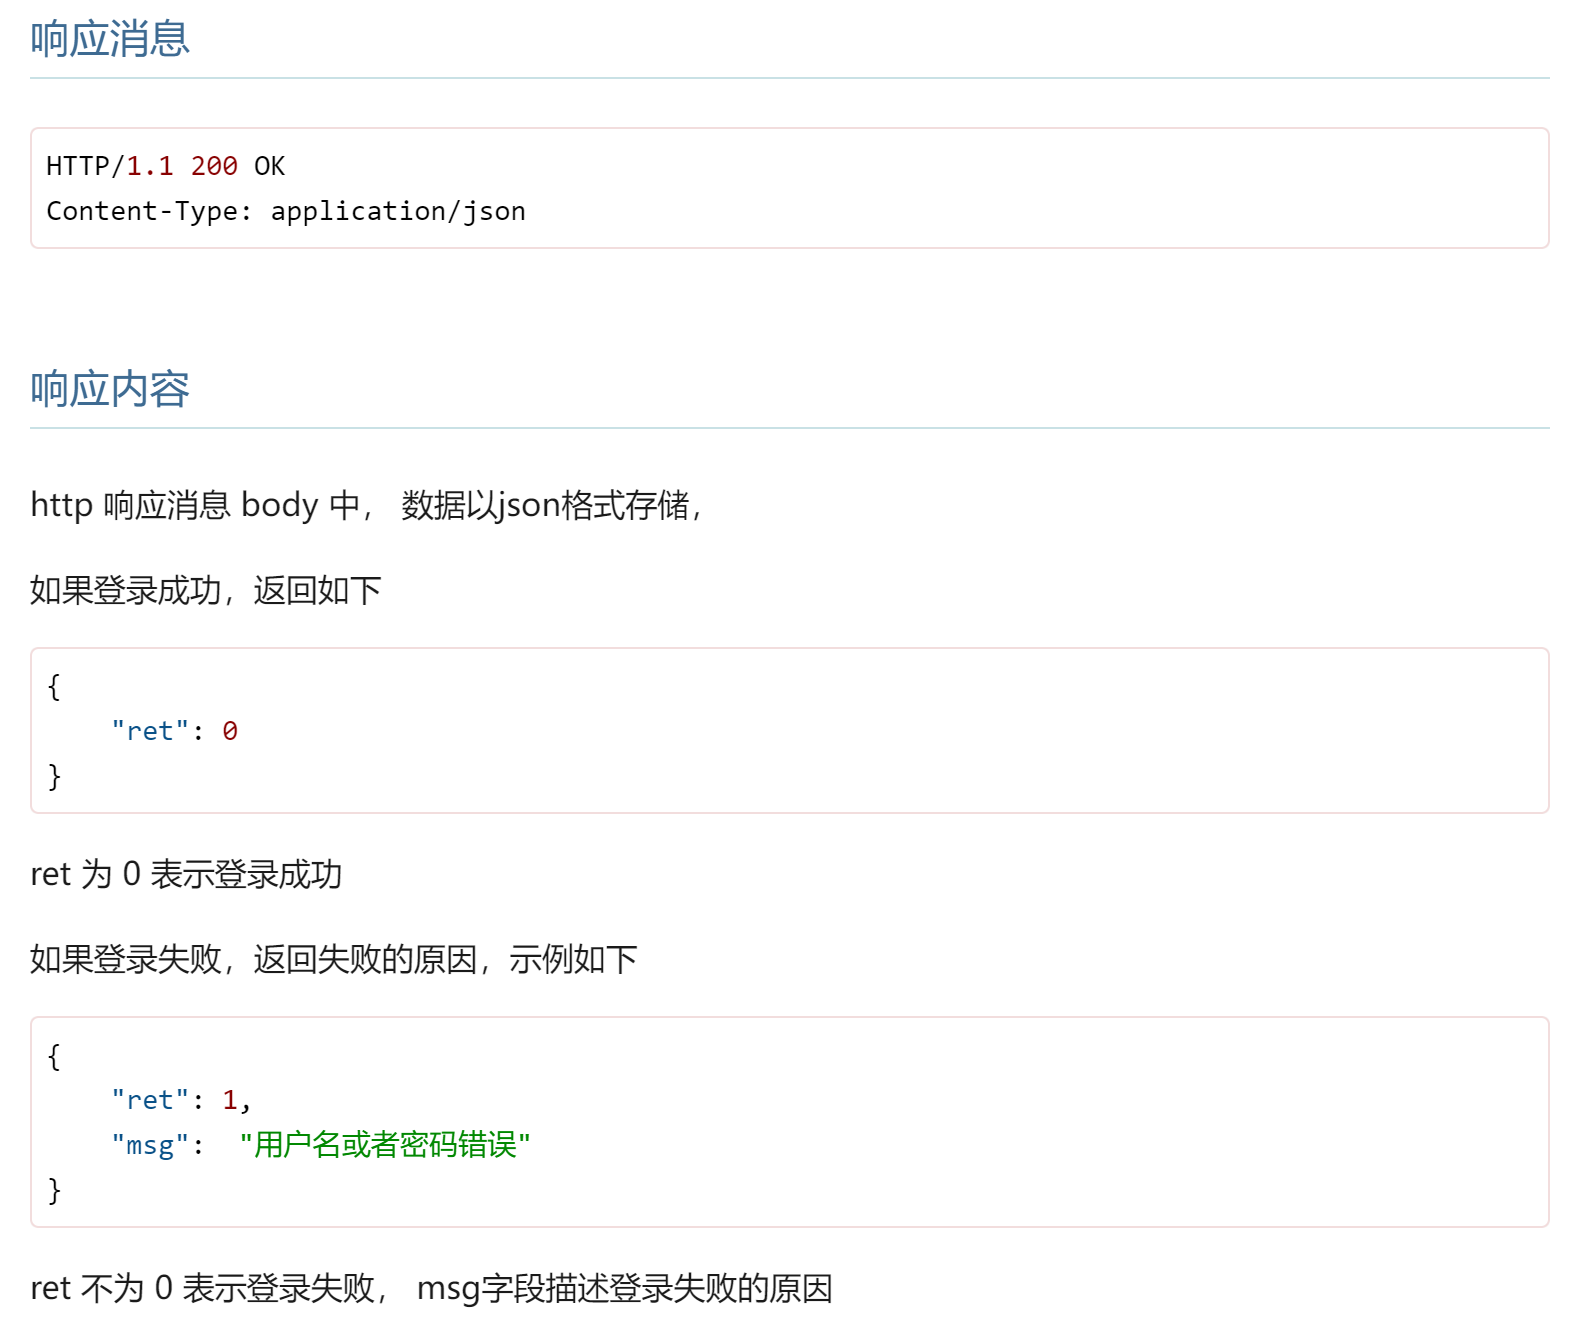 响应消息
HTTP/1.1 200 OK
Content-Type: application/json
响应内容
http 响应消息 body 中， 数据以json格式存储，
如果登录成功，返回如下
{
    "ret": 0
}
ret 为 0 表示登录成功
如果登录失败，返回失败的原因，示例如下
{
    "ret": 1,
    "msg":  "用户名或者密码错误"
}
ret 不为 0 表示登录失败， msg字段描述登录失败的原因